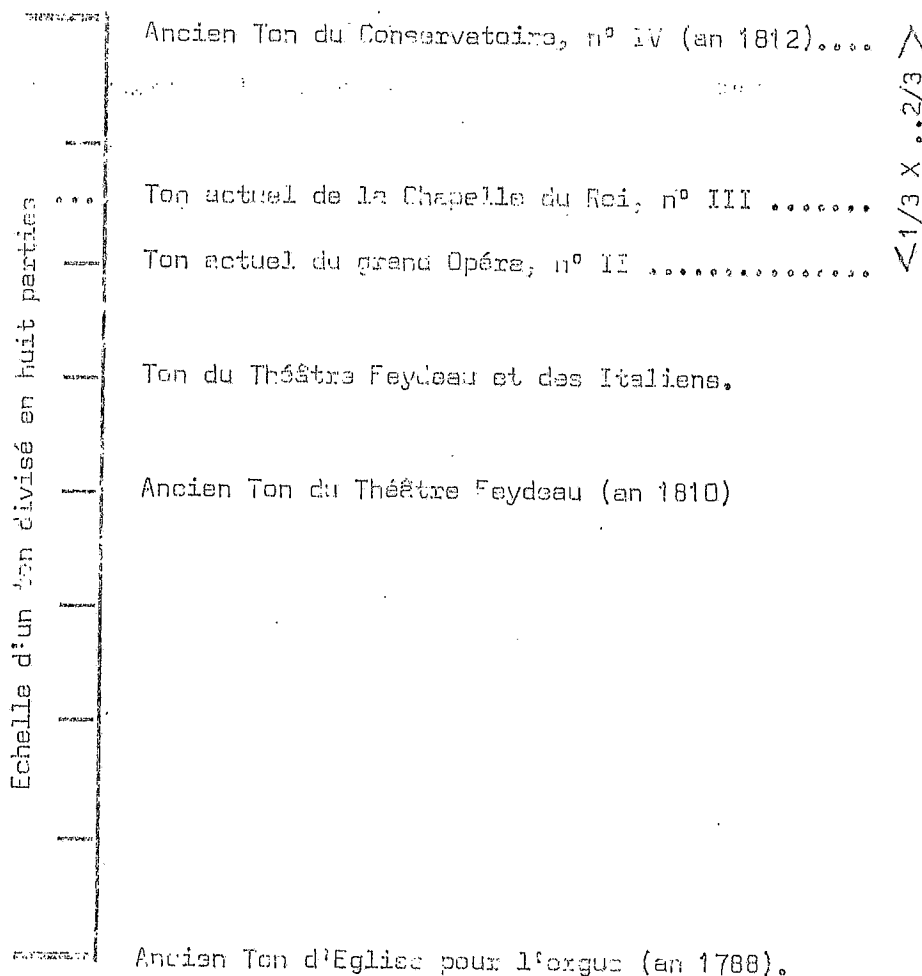 Ancien Ton du Conservatoire, nº IV (an 1812)....
Ton actuel de la Chapelle du Roi, nº III .......
Ton actuel du grand Opéra, nº II ...............
<1/3 X ..2/3 >
Ton du Théâtre Feydeau et des Italiens.
Ancien Ton du Théâtre Feydeau (an 1810)
Echelle d'un ton divisé en huit parties
Ancien Ton d'Eglise pour l'orgue (an 1788).